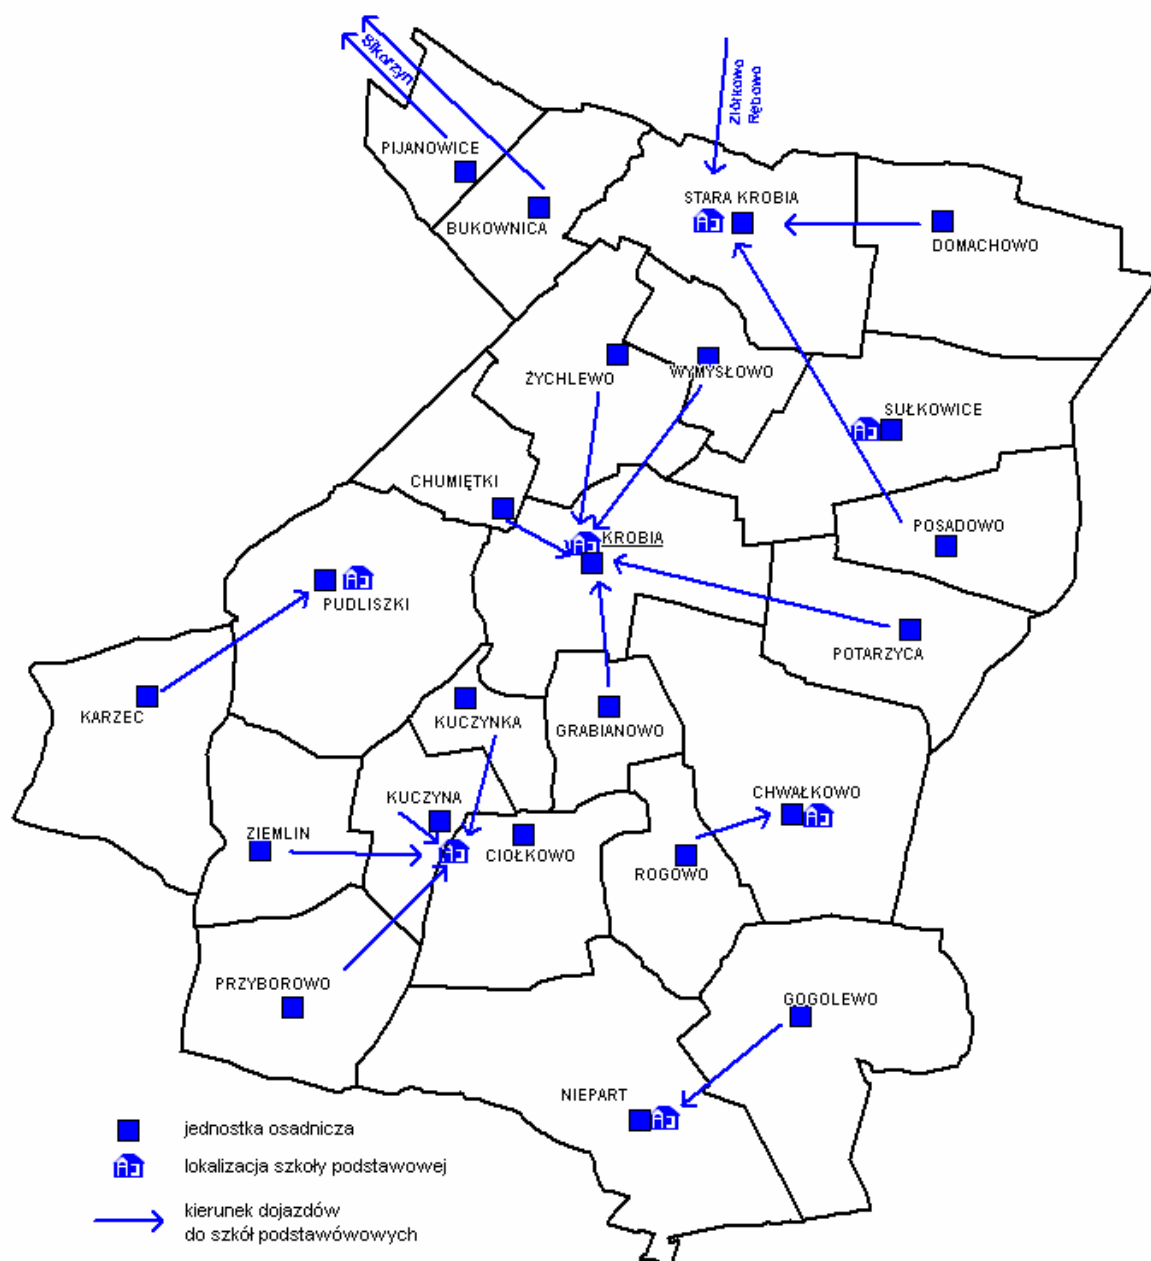 Sikorzyn
Ziółkowo
Rębowo
PIJANOWICE
STARA KROBIA
BUKOWNICA
DOMACHOWO
ŻYCHLEWO
WYMYSŁOWO
SUŁKOWICE
CHUMIĘTKI
POSADOWO
KROBIA
PUDLISZKI
POTARZYCA
KARZEC
KUCZYNKA
GRABIANOWO
CHWAŁKOWO
KUCZYNA
ZIEMLIN
CIOŁKOWO
ROGOWO
PRZYBOROWO
GOGOLEWO
NIEPART
jednostka osadnicza
lokalizacja szkoły podstawowej
kierunek dojazdów
do szkół podstawówowych